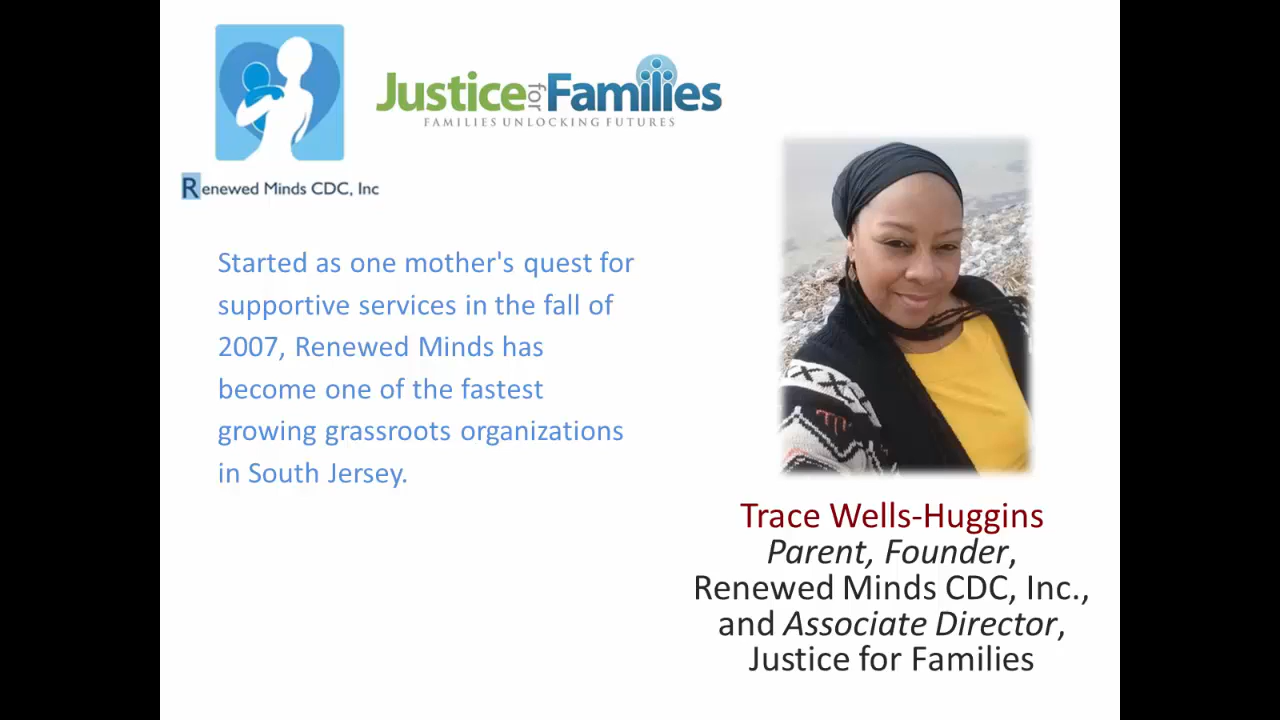 Justice for Families
FAMILIES UNLOCKING FUTURES
Renewed Minds CDC, Inc
Started as one mother's quest for
supportive services in the fall of
2007, Renewed Minds has
become one of the fastest
growing grassroots organizations
in South Jersey.
Trace Wells-Huggins
Parent, Founder,
Renewed Minds CDC, Inc.,
and Associate Director,
Justice for Families